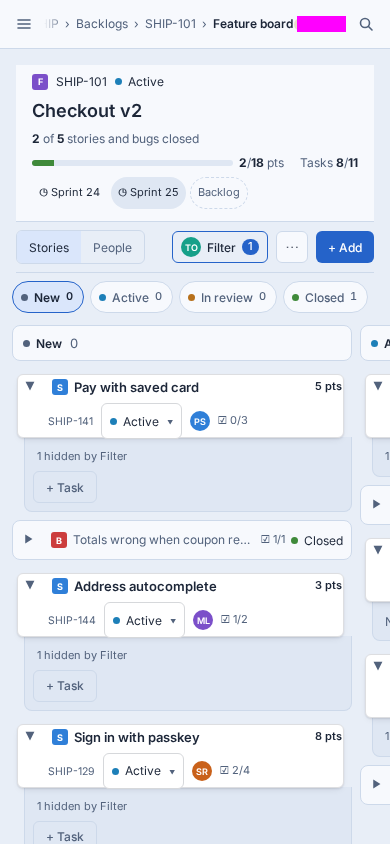 IP › Backlogs › SHIP-101 › Feature board
F SHIP-101 Active
Checkout v2
2 of 5 stories and bugs closed
2/18 pts Tasks 8/11
Sprint 24 Sprint 25 Backlog
Stories People TO Filter 1 ··· + Add
New 0 Active 0 In review 0 Closed 1
New 0 A
S Pay with saved card 5 pts
SHIP-141 Active PS 0/3
1 hidden by Filter 1
+ Task
B Totals wrong when coupon re... 1/1 Closed
S Address autocomplete 3 pts
SHIP-144 Active ML 1/2
1 hidden by Filter
+ Task
S Sign in with passkey 8 pts
SHIP-129 Active SR 2/4
1 hidden by Filter
+ Task